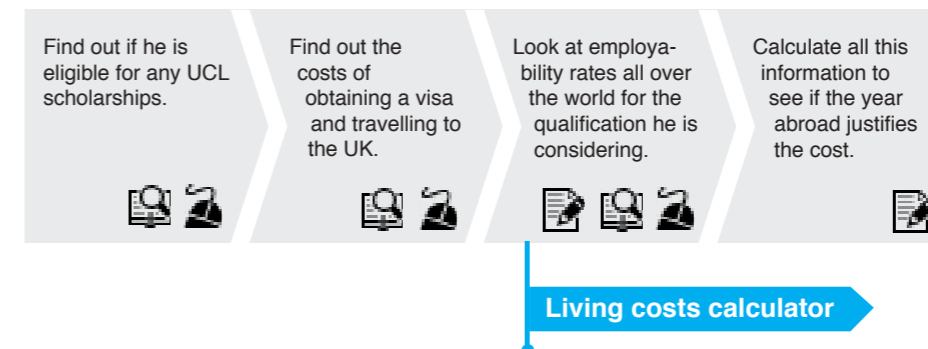 Find out if he is
eligible for any UCL
scholarships.
Find out the
costs of
obtaining a visa
and travelling to
the UK.
Look at employa-
bility rates all over
the world for the
qualification he is
considering.
Calculate all this
information to
see if the year
abroad justifies
the cost.
Living costs calculator